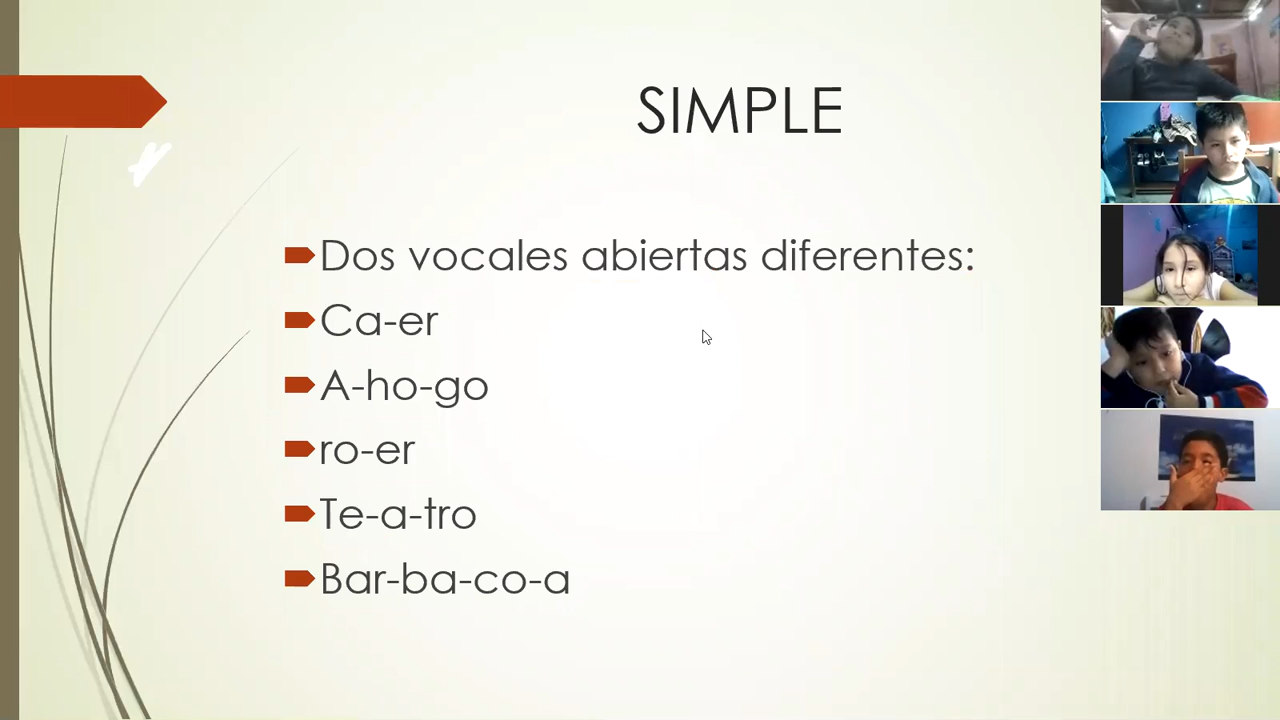 SIMPLE
Dos vocales abiertas diferentes:
Ca-er
A-ho-go
ro-er
Te-a-tro
Bar-ba-co-a